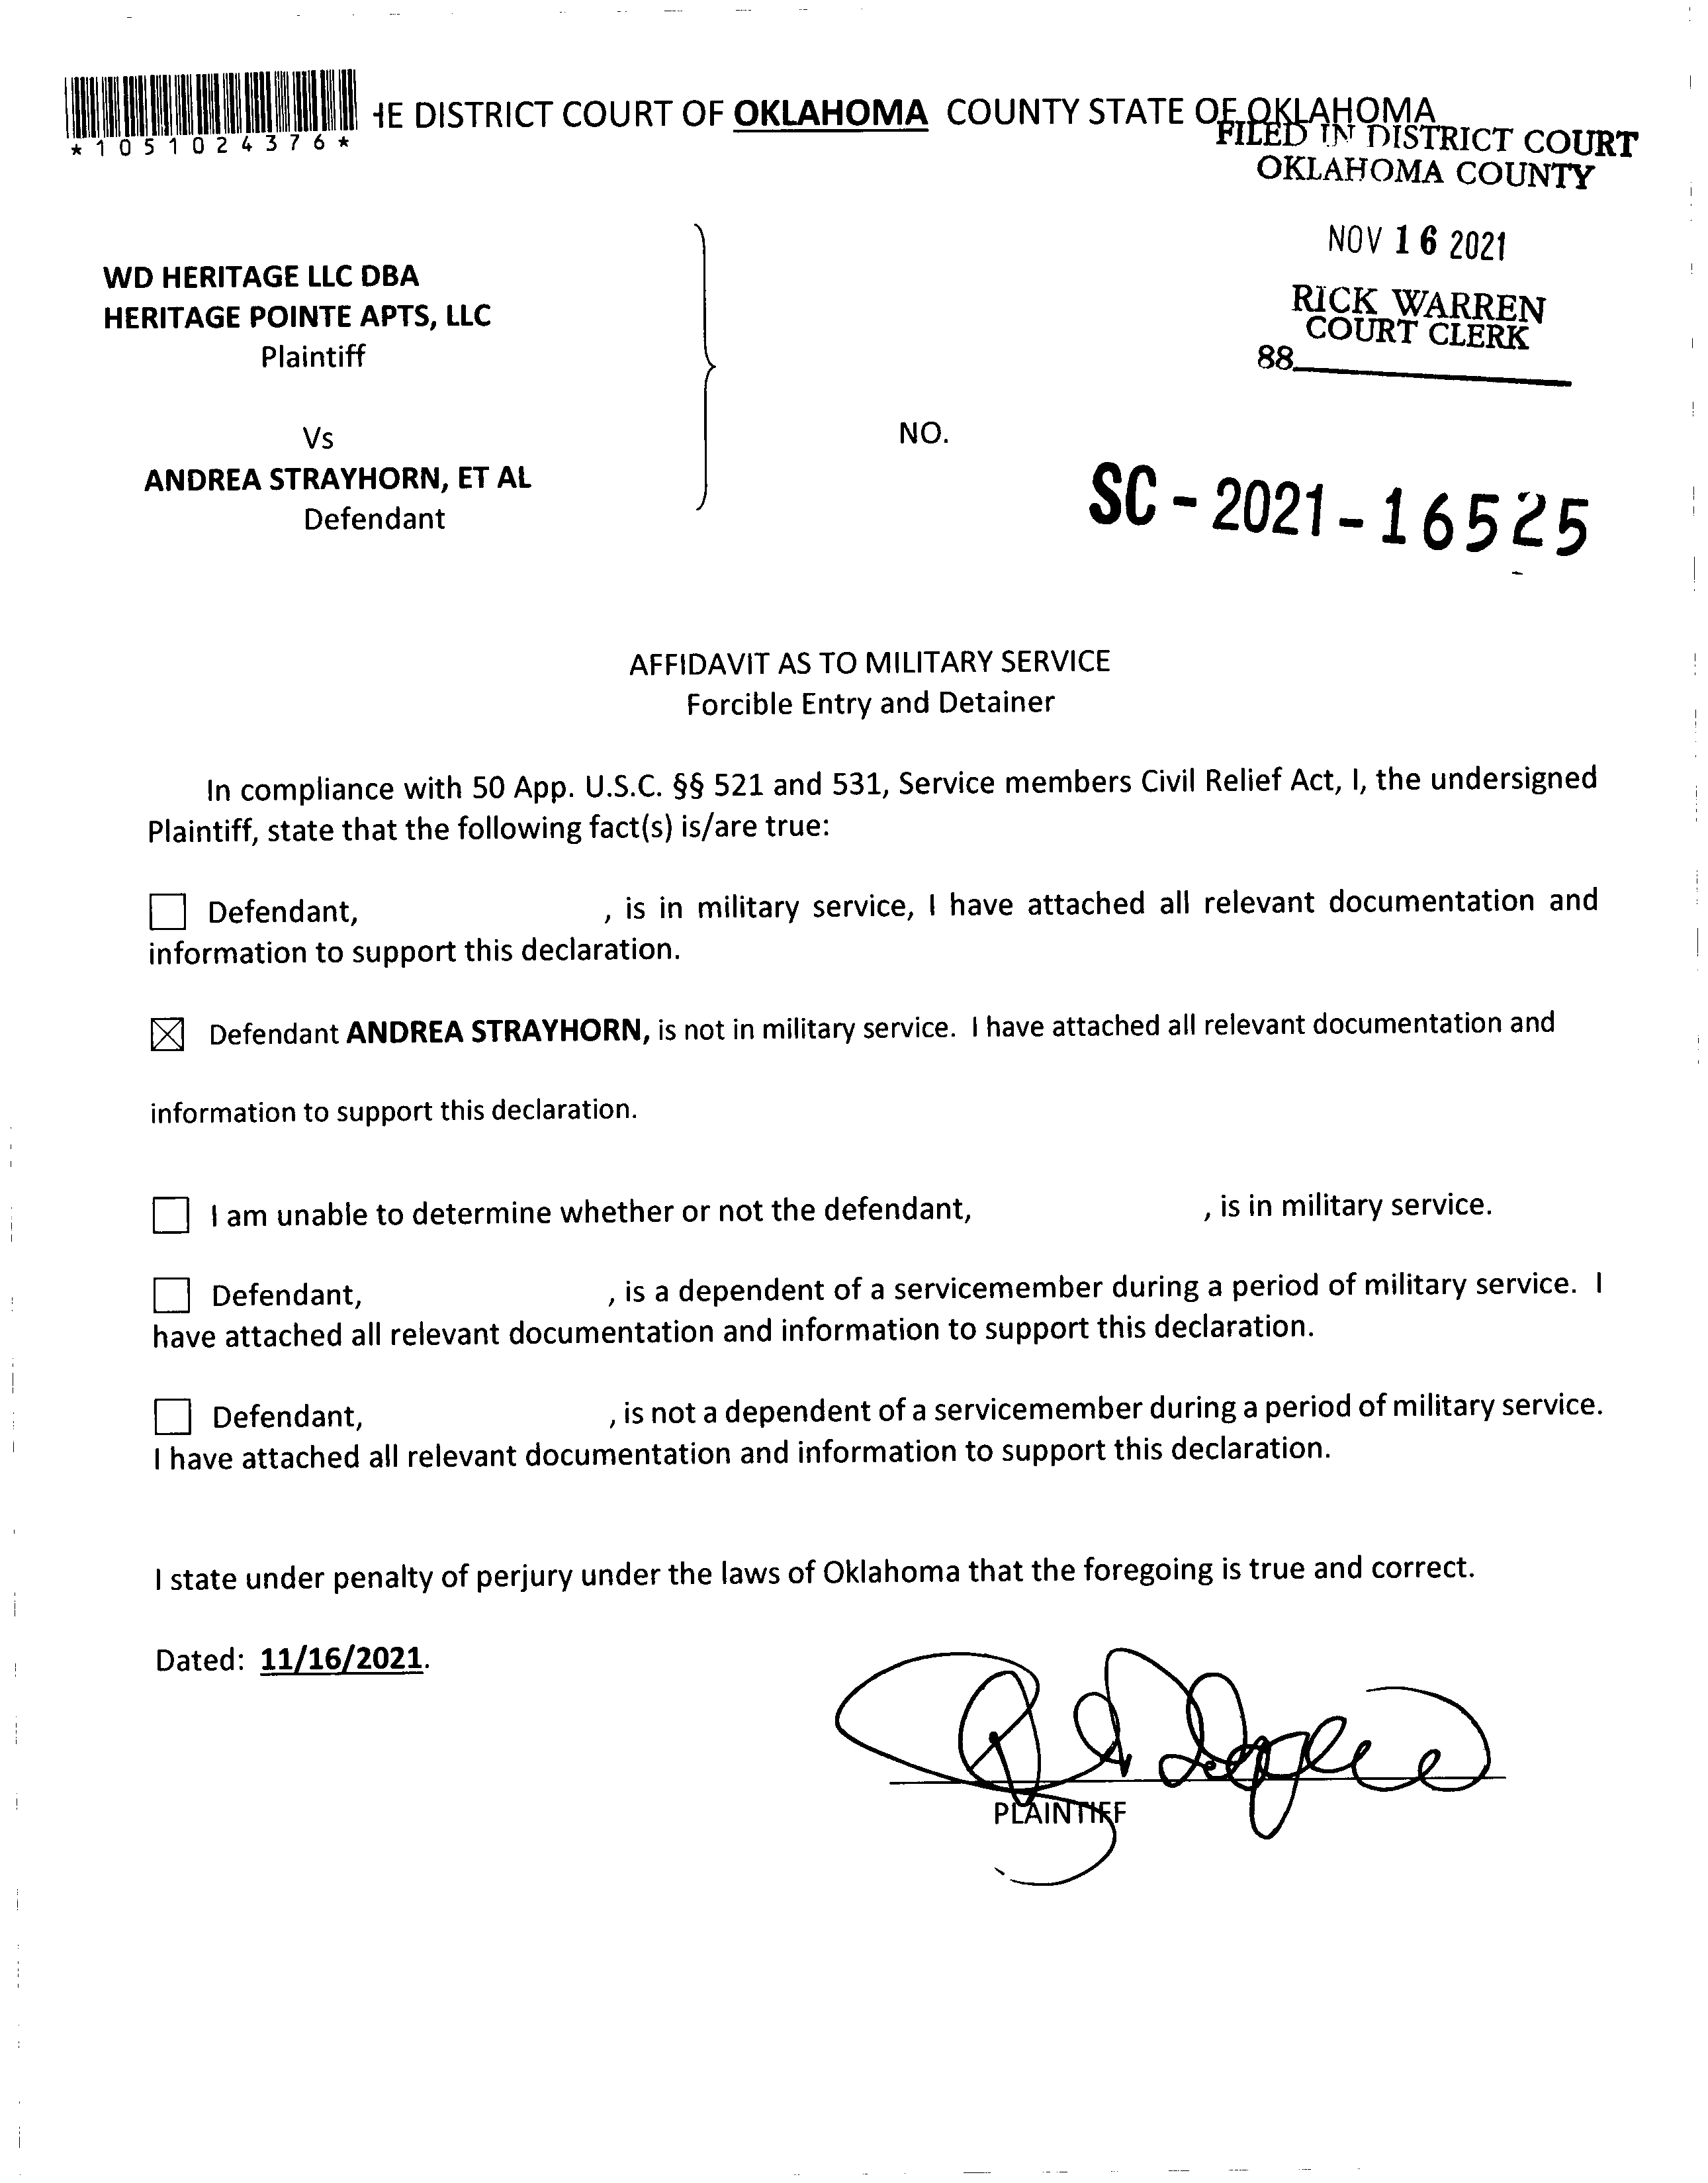 *1051024376*
HE DISTRICT COURT OF OKLAHOMA COUNTY STATE OF OKLAHOMA
FILED IN DISTRICT COURT
OKLAHOMA COUNTY
NOV 16 2021
RICK WARREN
COURT CLERK
88
WD HERITAGE LLC DBA
HERITAGE POINTE APTS, LLC
Plaintiff
Vs
NO.
ANDREA STRAYHORN, ET AL
Defendant
SC-2021-16525
AFFIDAVIT AS TO MILITARY SERVICE
Forcible Entry and Detainer
In compliance with 50 App. U.S.C. §§ 521 and 531, Service members Civil Relief Act, I, the undersigned
Plaintiff, state that the following fact(s) is/are true:
☐ Defendant, , is in military service, I have attached all relevant documentation and
information to support this declaration.
☒ Defendant ANDREA STRAYHORN, is not in military service. I have attached all relevant documentation and
information to support this declaration.
☐ I am unable to determine whether or not the defendant, , is in military service.
☐ Defendant, , is a dependent of a servicemember during a period of military service. I
have attached all relevant documentation and information to support this declaration.
☐ Defendant, , is not a dependent of a servicemember during a period of military service.
I have attached all relevant documentation and information to support this declaration.
I state under penalty of perjury under the laws of Oklahoma that the foregoing is true and correct.
Dated: 11/16/2021.
PLAINTIFF